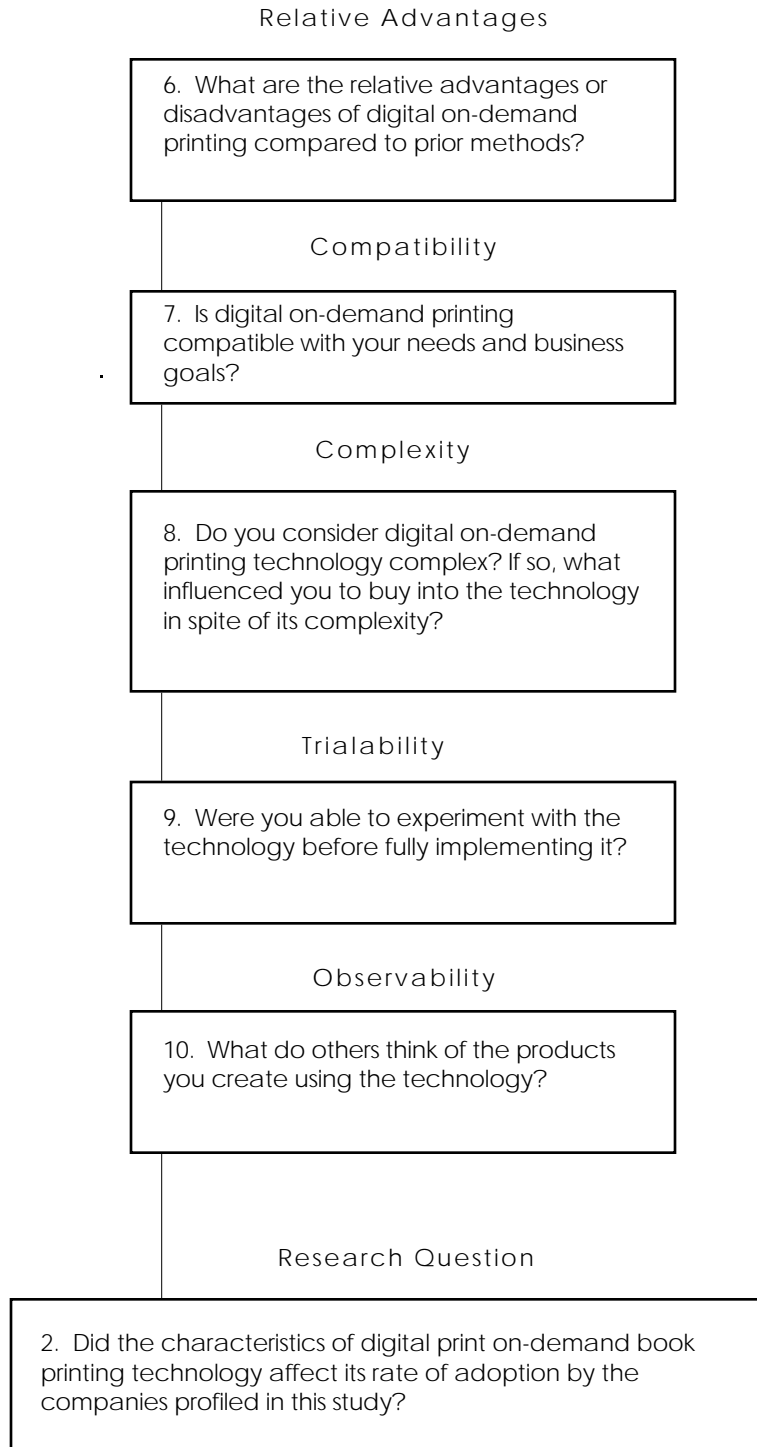 Relative Advantages
6. What are the relative advantages or
disadvantages of digital on-demand
printing compared to prior methods?
Compatibility
7. Is digital on-demand printing
compatible with your needs and business
goals?
Complexity
8. Do you consider digital on-demand
printing technology complex? If so, what
influenced you to buy into the technology
in spite of its complexity?
Trialability
9. Were you able to experiment with the
technology before fully implementing it?
Observability
10. What do others think of the products
you create using the technology?
Research Question
2. Did the characteristics of digital print on-demand book
printing technology affect its rate of adoption by the
companies profiled in this study?